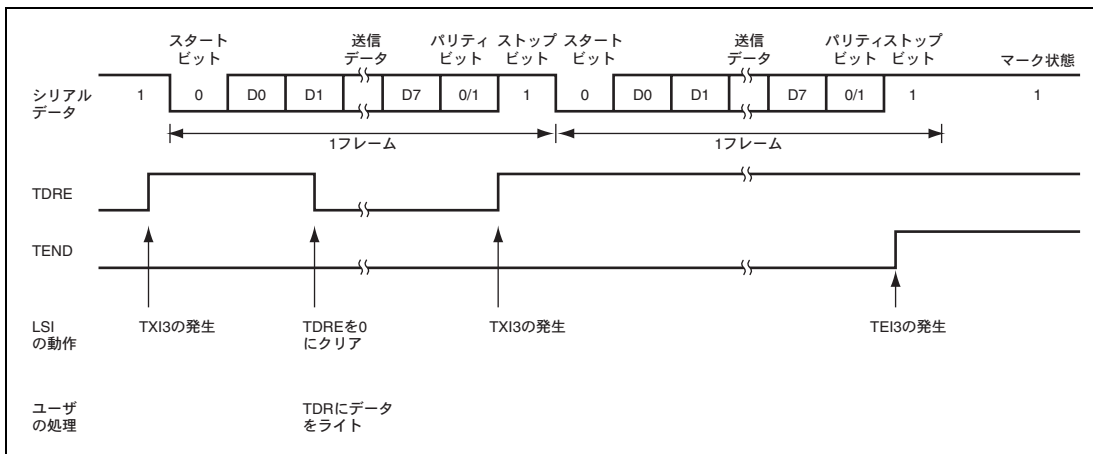 スタート
ビット
送信
データ
パリティ
ビット
ストップ
ビット
スタート
ビット
送信
データ
パリティ
ビット
ストップ
ビット
マーク状態
シリアル
データ
1 0 D0 D1 D7 0/1 1 0 D0 D1 D7 0/1 1 1
1フレーム 1フレーム
TDRE
TEND
LSI
の動作
TXI3の発生
TDREを0
にクリア
TXI3の発生
TEI3の発生
ユーザ
の処理
TDRにデータ
をライト